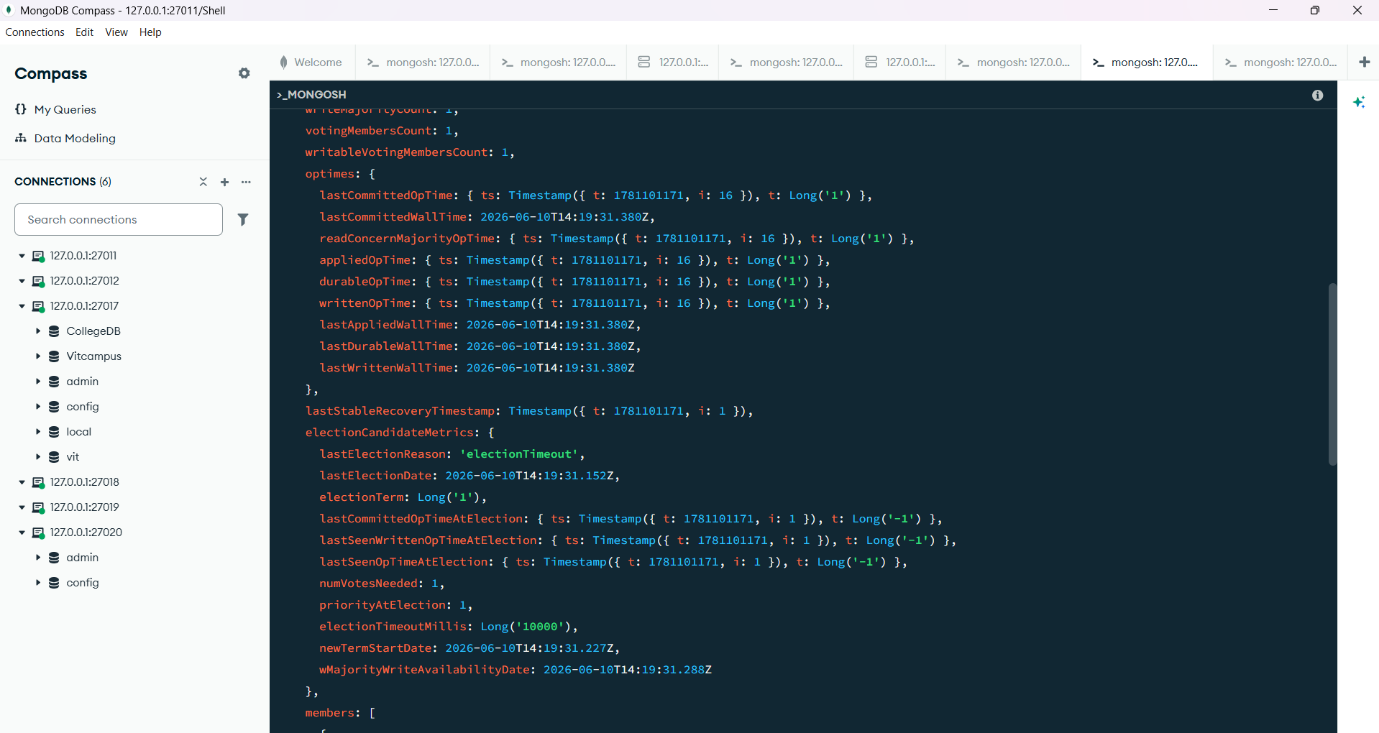 MongoDB Compass - 127.0.0.1:27011/Shell
Connections Edit View Help
Compass
My Queries
Data Modeling
CONNECTIONS (6)
Search connections
127.0.0.1:27011
127.0.0.1:27012
127.0.0.1:27017
CollegeDB
Vitcampus
admin
config
local
vit
127.0.0.1:27018
127.0.0.1:27019
127.0.0.1:27020
admin
config
Welcome >_ mongosh: 127.0.0... >_ mongosh: 127.0.0.... 127.0.0.1:... >_ mongosh: 127.0.0... 127.0.0.1:... >_ mongosh: 127.0.0... >_ mongosh: 127.0.... >_ mongosh: 127.0.0... +
>_MONGOSH
writeMajorityCount: 1,
votingMembersCount: 1,
writableVotingMembersCount: 1,
optimes: {
lastCommittedOpTime: { ts: Timestamp({ t: 1781101171, i: 16 }), t: Long('1') },
lastCommittedWallTime: 2026-06-10T14:19:31.380Z,
readConcernMajorityOpTime: { ts: Timestamp({ t: 1781101171, i: 16 }), t: Long('1') },
appliedOpTime: { ts: Timestamp({ t: 1781101171, i: 16 }), t: Long('1') },
durableOpTime: { ts: Timestamp({ t: 1781101171, i: 16 }), t: Long('1') },
writtenOpTime: { ts: Timestamp({ t: 1781101171, i: 16 }), t: Long('1') },
lastAppliedWallTime: 2026-06-10T14:19:31.380Z,
lastDurableWallTime: 2026-06-10T14:19:31.380Z,
lastWrittenWallTime: 2026-06-10T14:19:31.380Z
},
lastStableRecoveryTimestamp: Timestamp({ t: 1781101171, i: 1 }),
electionCandidateMetrics: {
lastElectionReason: 'electionTimeout',
lastElectionDate: 2026-06-10T14:19:31.152Z,
electionTerm: Long('1'),
lastCommittedOpTimeAtElection: { ts: Timestamp({ t: 1781101171, i: 1 }), t: Long('-1') },
lastSeenWrittenOpTimeAtElection: { ts: Timestamp({ t: 1781101171, i: 1 }), t: Long('-1') },
lastSeenOpTimeAtElection: { ts: Timestamp({ t: 1781101171, i: 1 }), t: Long('-1') },
numVotesNeeded: 1,
priorityAtElection: 1,
electionTimeoutMillis: Long('10000'),
newTermStartDate: 2026-06-10T14:19:31.227Z,
wMajorityWriteAvailabilityDate: 2026-06-10T14:19:31.288Z
},
members: [
{